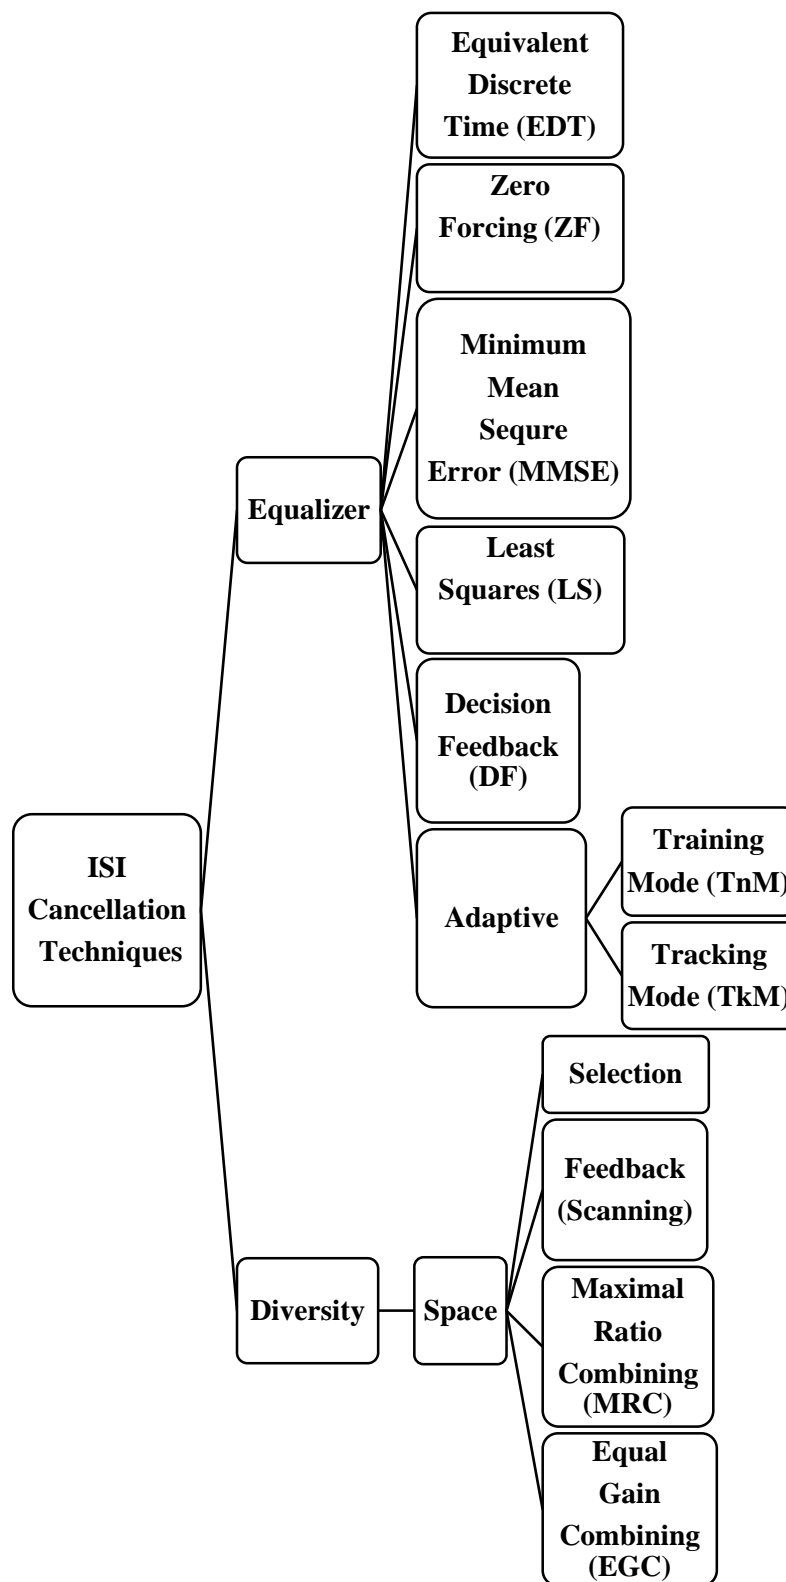 Equivalent
Discrete
Time (EDT)
Zero
Forcing (ZF)
Minimum
Mean
Sequre
Error (MMSE)
Equalizer
Least
Squares (LS)
Decision
Feedback
(DF)
ISI
Cancellation
Techniques
Adaptive
Training
Mode (TnM)
Tracking
Mode (TkM)
Selection
Feedback
(Scanning)
Diversity
Space
Maximal
Ratio
Combining
(MRC)
Equal
Gain
Combining
(EGC)